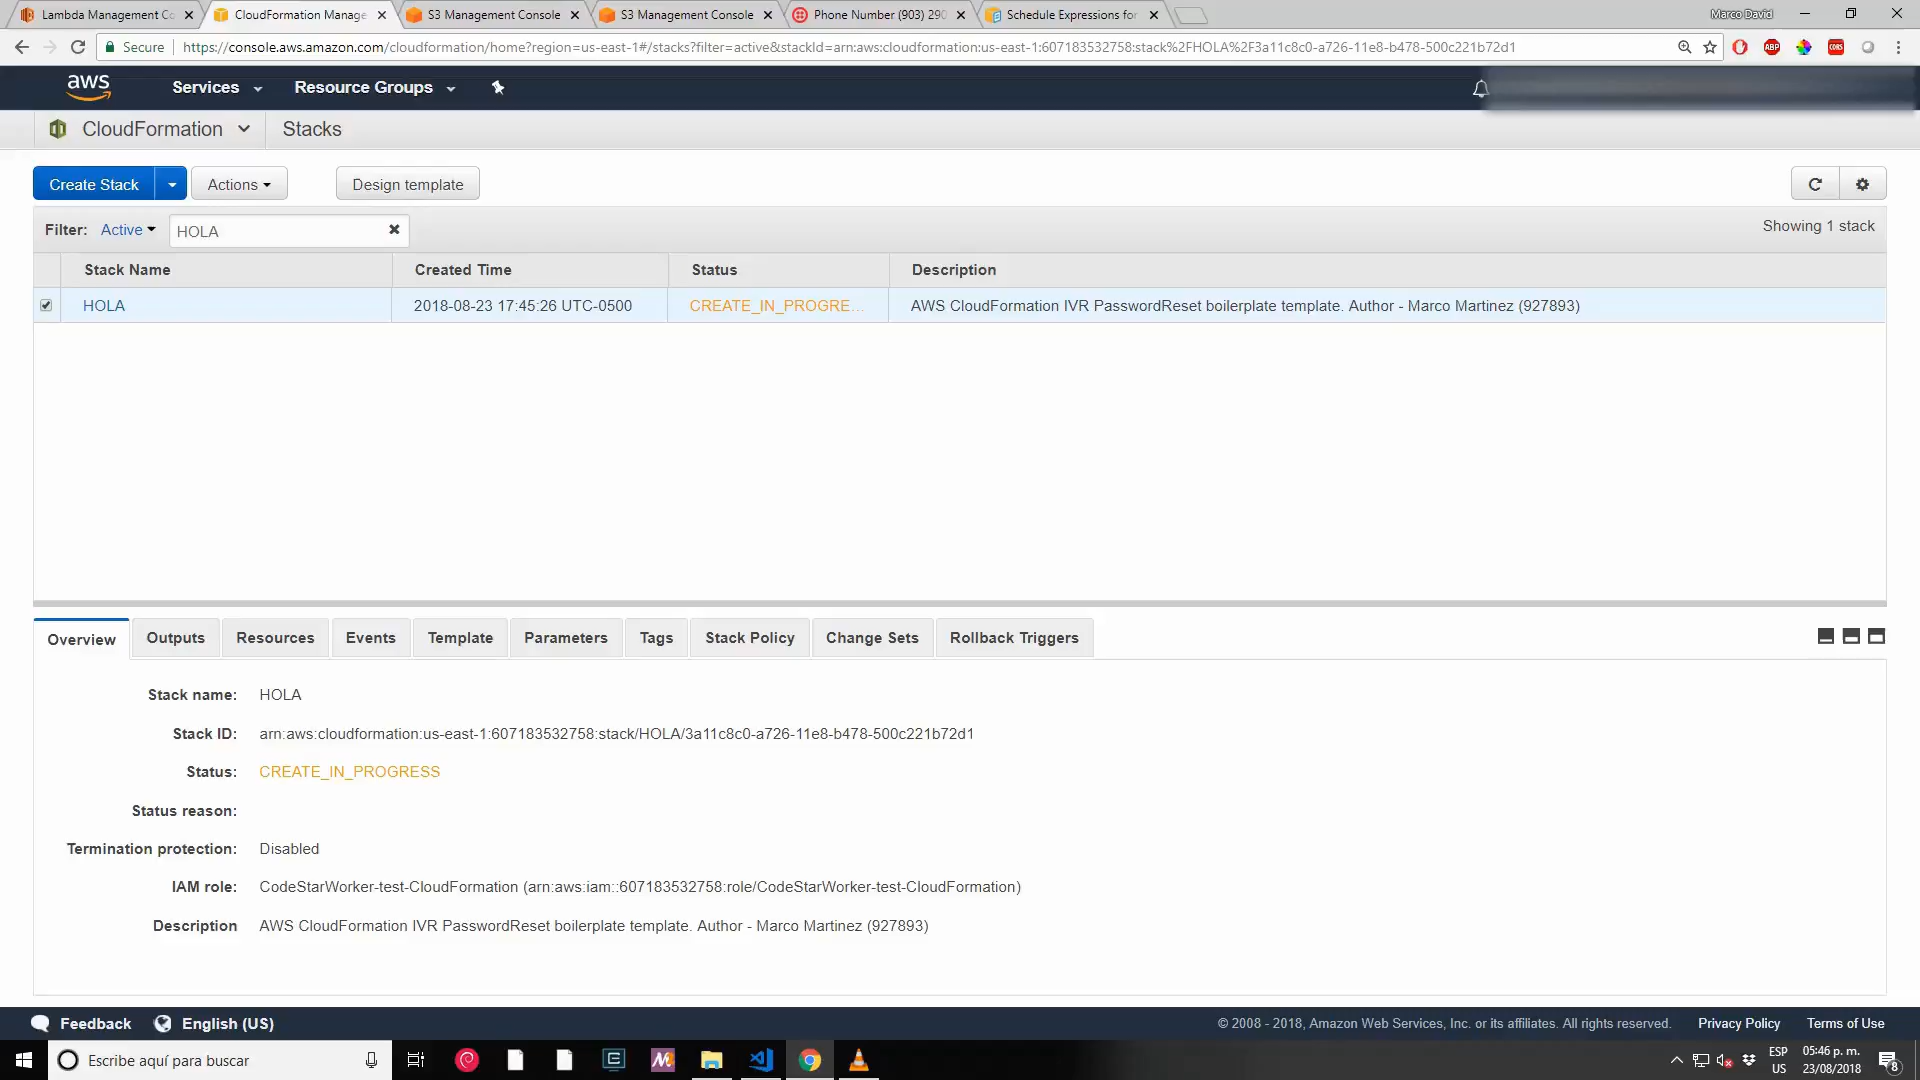 Lambda Management Co
CloudFormation Manage
S3 Management Console
S3 Management Console
Phone Number (903) 290
Schedule Expressions for
Marco David
Secure
https://console.aws.amazon.com/cloudformation/home?region=us-east-1#/stacks?filter=active&stackId=arn:aws:cloudformation:us-east-1:607183532758:stack%2FHOLA%2F3a11c8c0-a726-11e8-b478-500c221b72d1
ABP
CORS
aws
Services
Resource Groups
CloudFormation
Stacks
Create Stack
Actions
Design template
Filter: Active
HOLA
Showing 1 stack
Stack Name
Created Time
Status
Description
HOLA
2018-08-23 17:45:26 UTC-0500
CREATE_IN_PROGRE...
AWS CloudFormation IVR PasswordReset boilerplate template. Author - Marco Martinez (927893)
Overview
Outputs
Resources
Events
Template
Parameters
Tags
Stack Policy
Change Sets
Rollback Triggers
Stack name: HOLA
Stack ID: arn:aws:cloudformation:us-east-1:607183532758:stack/HOLA/3a11c8c0-a726-11e8-b478-500c221b72d1
Status: CREATE_IN_PROGRESS
Status reason:
Termination protection: Disabled
IAM role: CodeStarWorker-test-CloudFormation (arn:aws:iam::607183532758:role/CodeStarWorker-test-CloudFormation)
Description AWS CloudFormation IVR PasswordReset boilerplate template. Author - Marco Martinez (927893)
Feedback
English (US)
© 2008 - 2018, Amazon Web Services, Inc. or its affiliates. All rights reserved.
Privacy Policy
Terms of Use
Escribe aquí para buscar
ESP
US
05:46 p. m.
23/08/2018
8